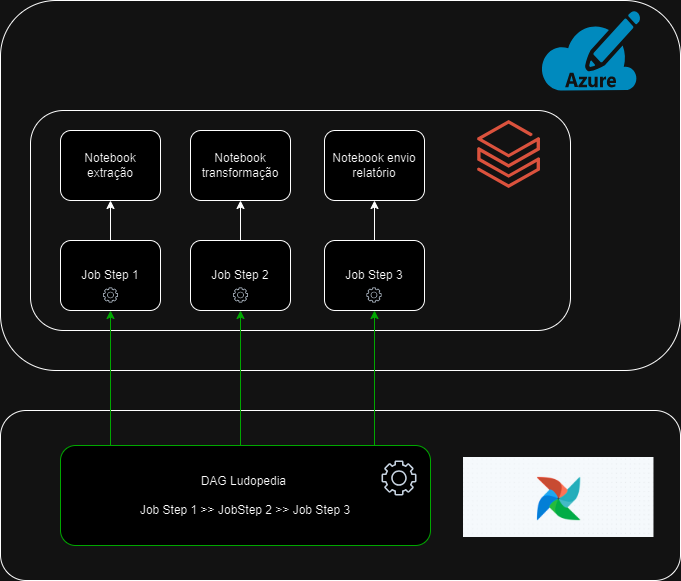 Azure
Notebook
extração
Notebook
transformação
Notebook envio
relatório
Job Step 1
Job Step 2
Job Step 3
DAG Ludopedia
Job Step 1 >> JobStep 2 >> Job Step 3